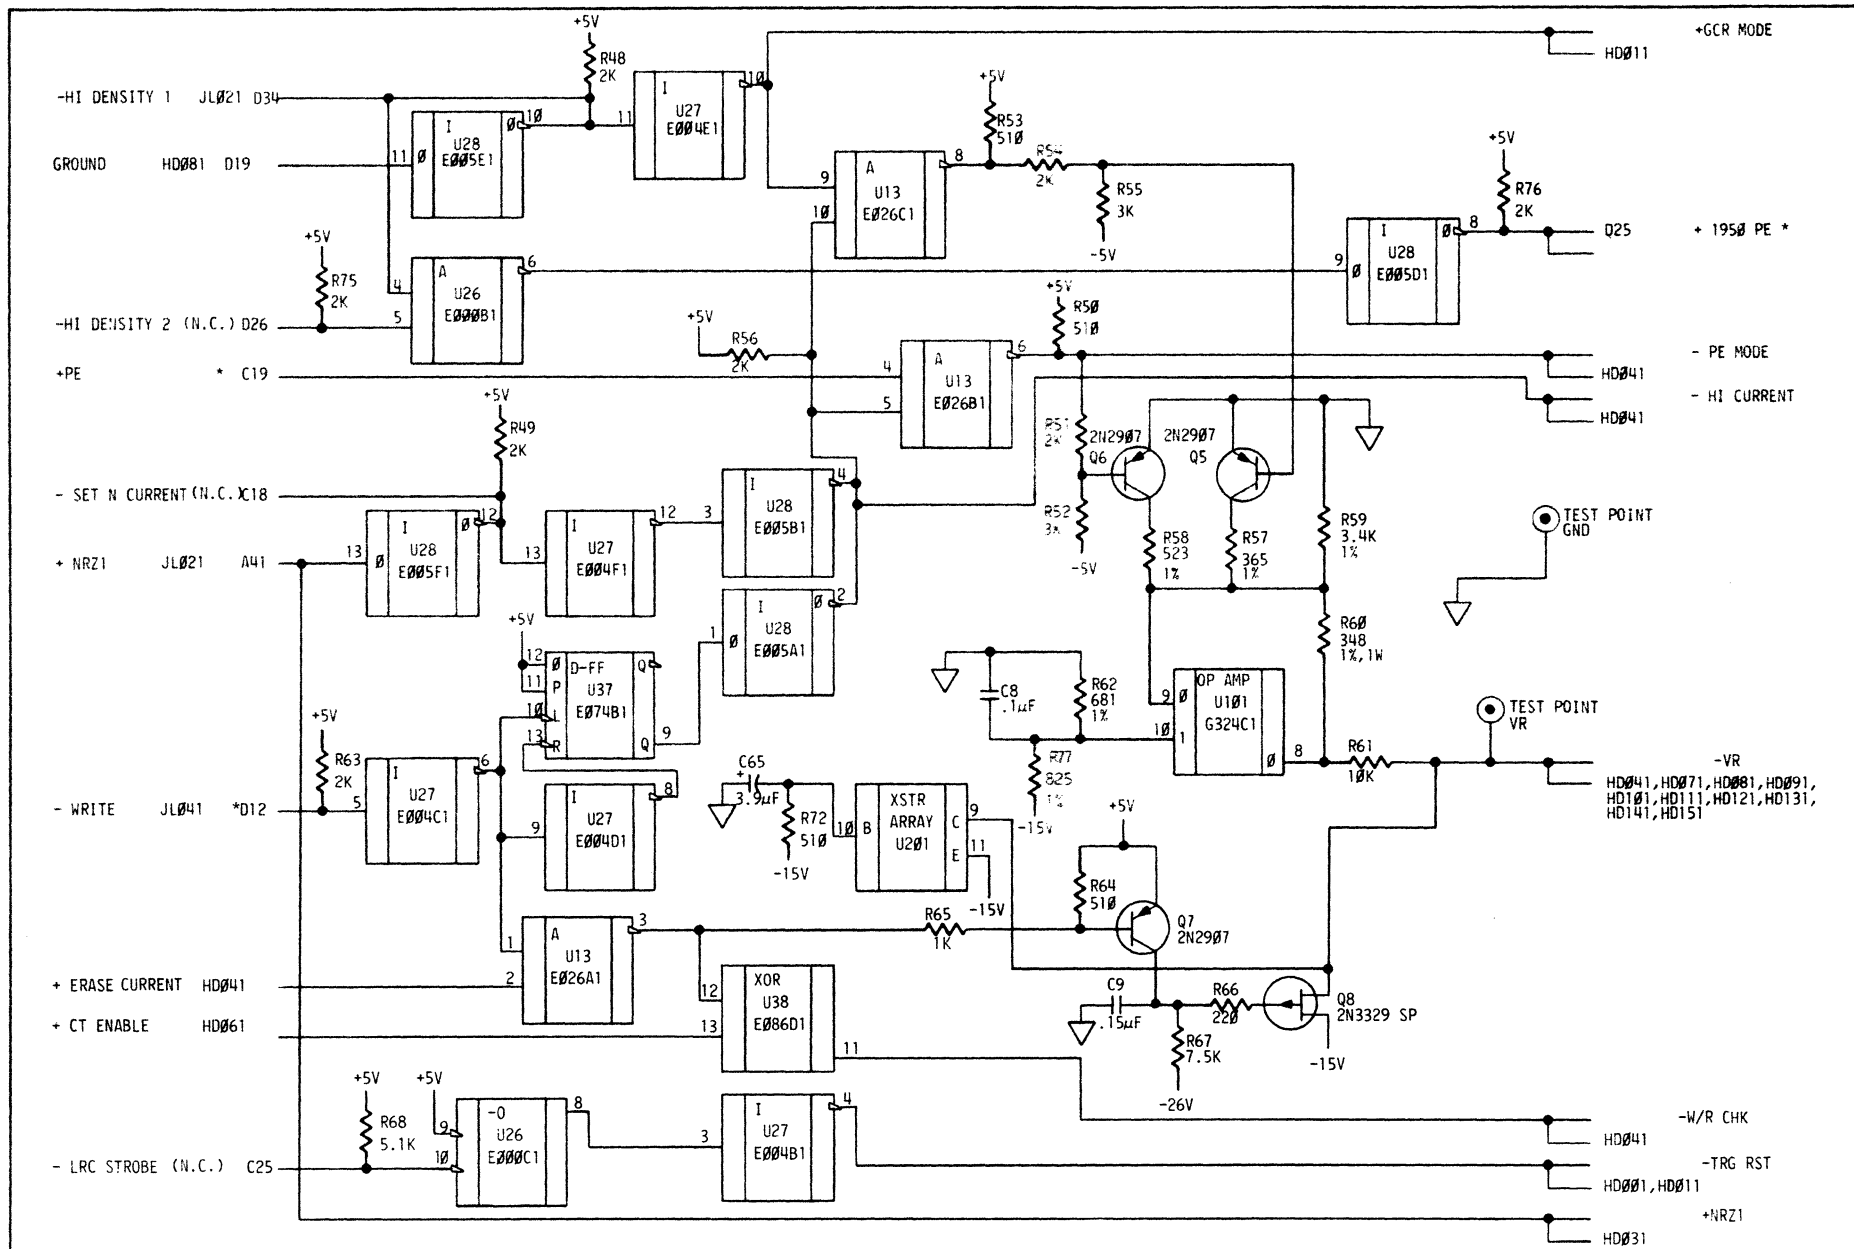 +5V
R48
2K
-HI DENSITY 1 JLØ21 D34
I
Ø
10
U28
EØØ5E1
11
Ø
GROUND HDØ81 D19
I
U27
EØØ4E1
11
10
+GCR MODE
HDØ11
+5V
R53
510
R54
2K
R55
3K
-5V
A
U13
EØ26C1
9
10
8
+5V
R75
2K
-HI DENSITY 2 (N.C.) D26
A
U26
EØØØB1
4
5
6
+5V
R76
2K
I
Ø
U28
EØØ5D1
9
Ø
8
Q25 + 195Ø PE *
+5V
R56
2K
+PE * C19
A
U13
EØ26B1
4
5
6
+5V
R5Ø
51Ø
- PE MODE
HDØ41
- HI CURRENT
HDØ41
R51
2K
R52
3K
-5V
2N29Ø7
Q6
2N29Ø7
Q5
R58
523
1%
R57
365
1%
R59
3.4K
1%
R6Ø
348
1%,1W
TEST POINT
GND
+5V
R49
2K
- SET N CURRENT (N.C.) C18
+ NRZ1 JLØ21 A41
13
Ø
I
Ø
12
U28
EØØ5F1
13
I
U27
EØØ4F1
12
3
I
U28
EØØ5B1
4
1
Ø
I
Ø
U28
EØØ5A1
2
+5V
12
11
10
13
Ø
P
L
R
D-FF
U37
EØ74B1
Q
Q
9
+5V
R63
2K
- WRITE JLØ41 *D12
5
I
U27
EØØ4C1
6
9
I
U27
EØØ4D1
8
C8
.1µF
R62
681
1%
R77
825
1%
-15V
OP AMP
U1Ø1
G324C1
9
Ø
10
1
Ø
8
R61
1ØK
TEST POINT
VR
-VR
HDØ41,HDØ71,HDØ81,HDØ91,
HD1Ø1,HD111,HD121,HD131,
HD141,HD151
C65
+
3.9µF
R72
51Ø
-15V
10
B
XSTR
ARRAY
U2Ø1
C
E
9
11
-15V
+5V
R64
51Ø
R65
1K
Q7
2N29Ø7
C9
.15µF
R66
22Ø
R67
7.5K
-26V
Q8
2N3329 SP
-15V
1
2
A
U13
EØ26A1
3
+ ERASE CURRENT HDØ41
+ CT ENABLE HDØ61
12
13
XOR
U38
EØ86D1
11
+5V
R68
5.1K
+5V
9
10
-O
U26
EØØØC1
8
- LRC STROBE (N.C.) C25
3
I
U27
EØØ4B1
4
-W/R CHK
HDØ41
-TRG RST
HDØØ1,HDØ11
+NRZ1
HDØ31